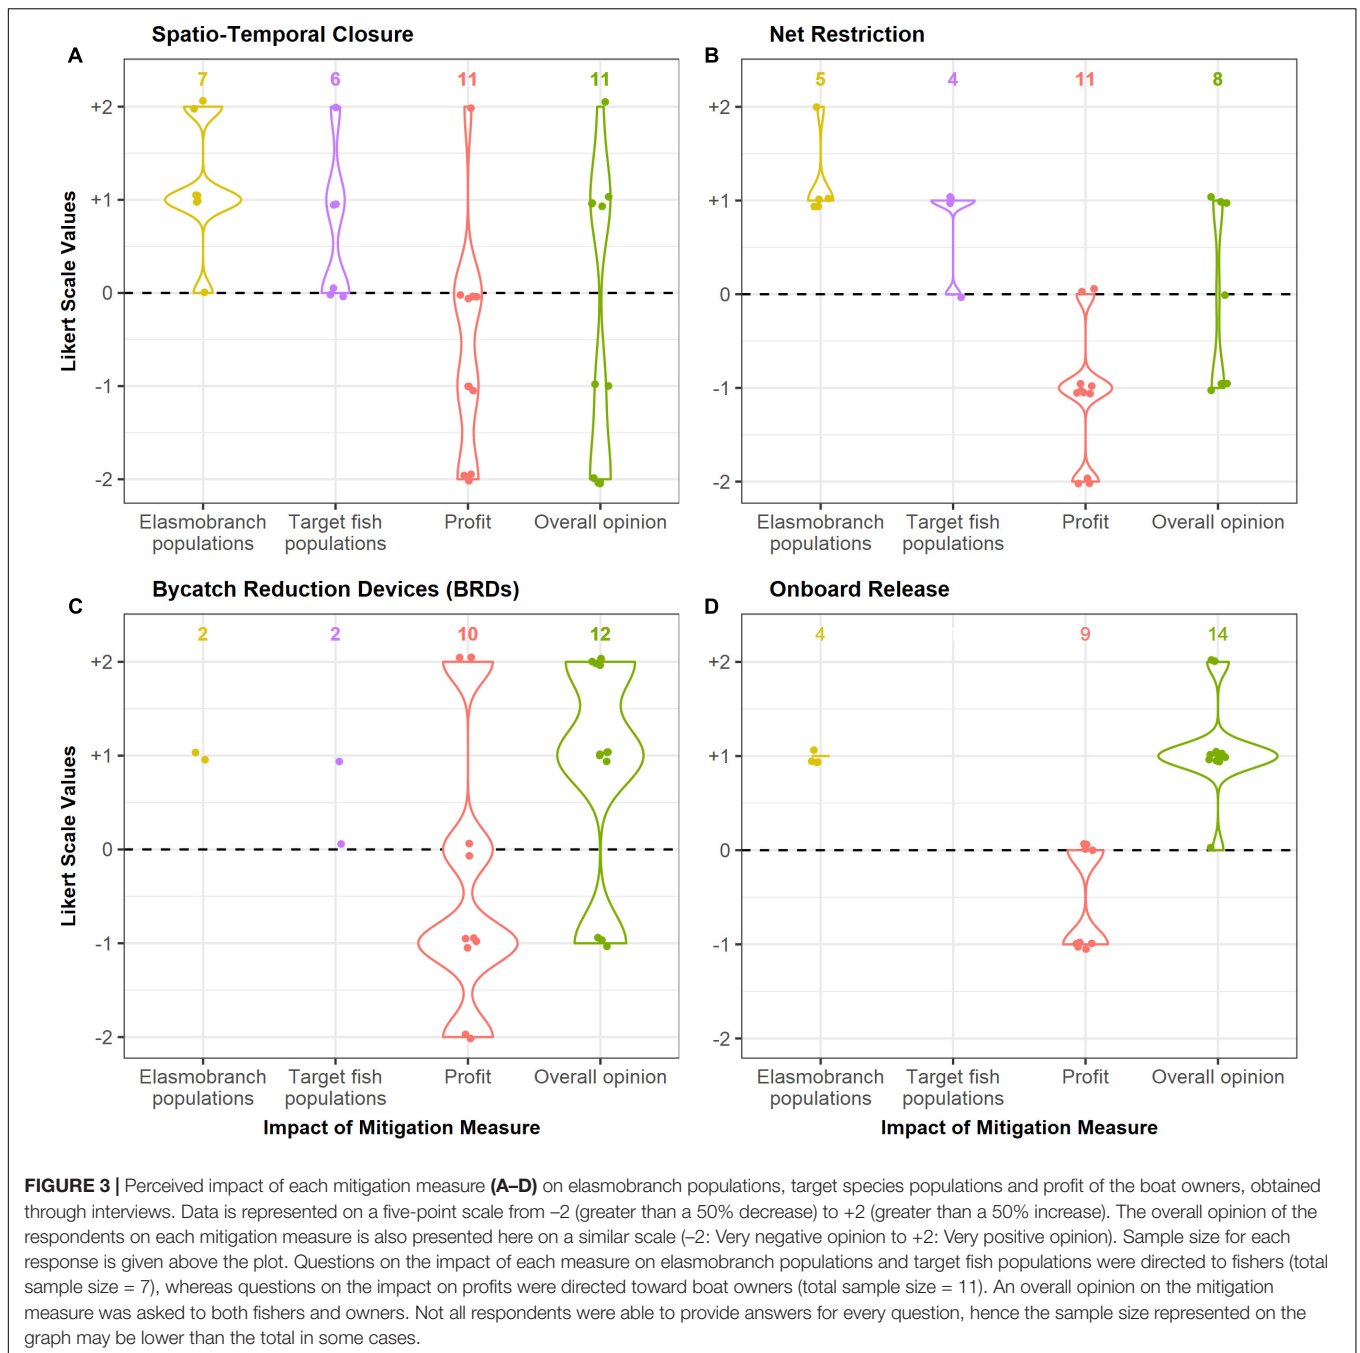 Spatio-Temporal Closure
A
7 6 11 11
+2
+1
0
-1
-2
Likert Scale Values
Elasmobranch populations
Target fish populations
Profit
Overall opinion
Net Restriction
B
5 4 11 8
+2
+1
0
-1
-2
Elasmobranch populations
Target fish populations
Profit
Overall opinion
Bycatch Reduction Devices (BRDs)
C
2 2 10 12
+2
+1
0
-1
-2
Likert Scale Values
Elasmobranch populations
Target fish populations
Profit
Overall opinion
Impact of Mitigation Measure
Onboard Release
D
4 9 14
+2
+1
0
-1
-2
Elasmobranch populations
Target fish populations
Profit
Overall opinion
Impact of Mitigation Measure
FIGURE 3 | Perceived impact of each mitigation measure (A–D) on elasmobranch populations, target species populations and profit of the boat owners, obtained
through interviews. Data is represented on a five-point scale from –2 (greater than a 50% decrease) to +2 (greater than a 50% increase). The overall opinion of the
respondents on each mitigation measure is also presented here on a similar scale (–2: Very negative opinion to +2: Very positive opinion). Sample size for each
response is given above the plot. Questions on the impact of each measure on elasmobranch populations and target fish populations were directed to fishers (total
sample size = 7), whereas questions on the impact on profits were directed toward boat owners (total sample size = 11). An overall opinion on the mitigation
measure was asked to both fishers and owners. Not all respondents were able to provide answers for every question, hence the sample size represented on the
graph may be lower than the total in some cases.